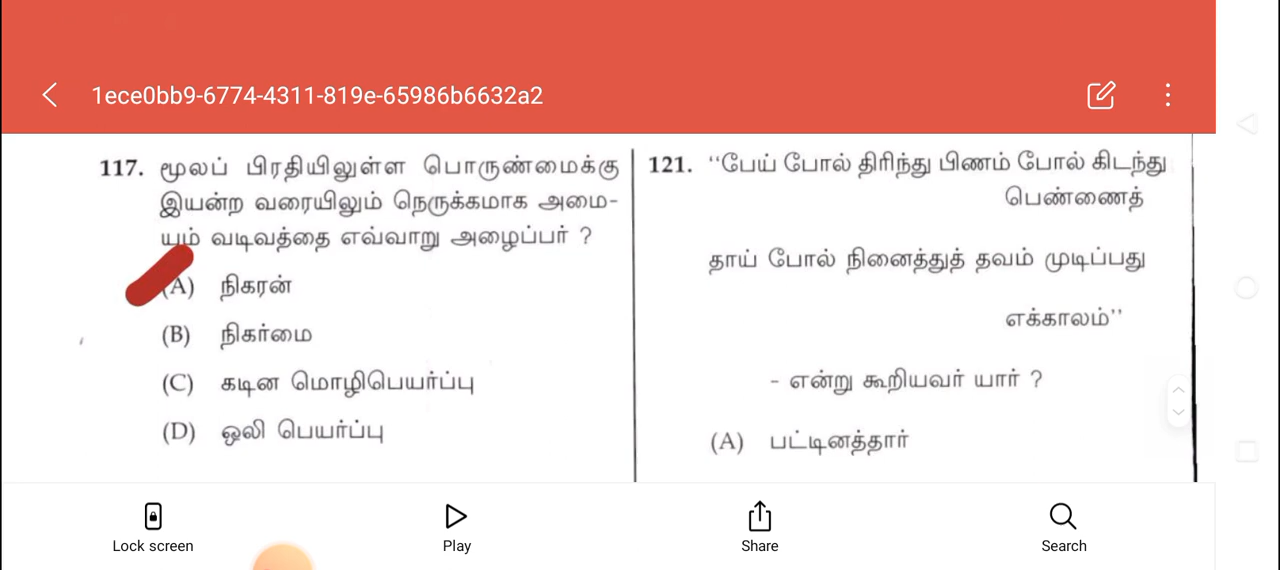 1ece0bb9-6774-4311-819e-65986b6632a2
117. மூலப் பிரதியிலுள்ள பொருண்மைக்கு
இயன்ற வரையிலும் நெருக்கமாக அமை-
யும் வடிவத்தை எவ்வாறு அழைப்பர் ?
(A) நிகரன்
(B) நிகர்மை
(C) கடின மொழிபெயர்ப்பு
(D) ஒலி பெயர்ப்பு
121. “பேய் போல் திரிந்து பிணம் போல் கிடந்து
பெண்ணைத்
தாய் போல் நினைத்துத் தவம் முடிப்பது
எக்காலம்”
- என்று கூறியவர் யார் ?
(A) பட்டினத்தார்
Lock screen
Play
Share
Search